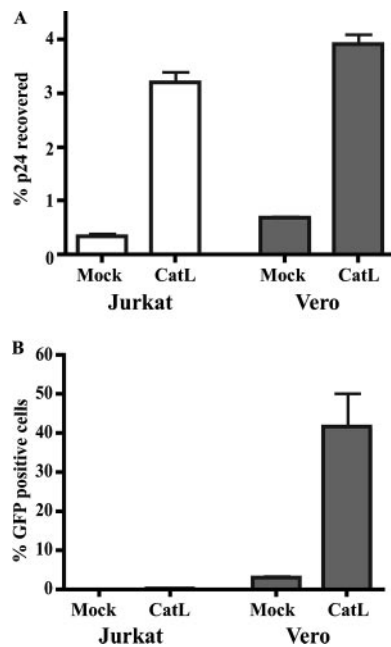 A
% p24 recovered
4
3
2
1
0
Mock CatL Mock CatL
Jurkat Vero
B
% GFP positive cells
60
50
40
30
20
10
0
Mock CatL Mock CatL
Jurkat Vero